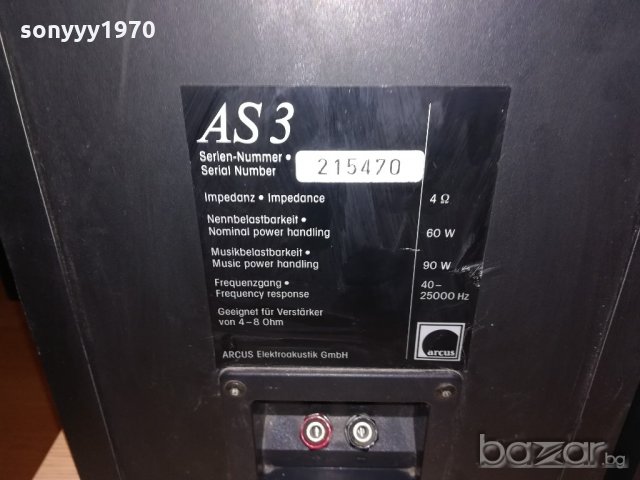 sonyyy1970
AS 3
Serien-Nummer •
Serial Number
215470
Impedanz • Impedance 4 Ω
Nennbelastbarkeit •
Nominal power handling 60 W
Musikbelastbarkeit •
Music power handling 90 W
Frequenzgang • 40–
Frequency response 25000 Hz
Geeignet für Verstärker
von 4–8 Ohm
ARCUS Elektroakustik GmbH
arcus
bazar.bg